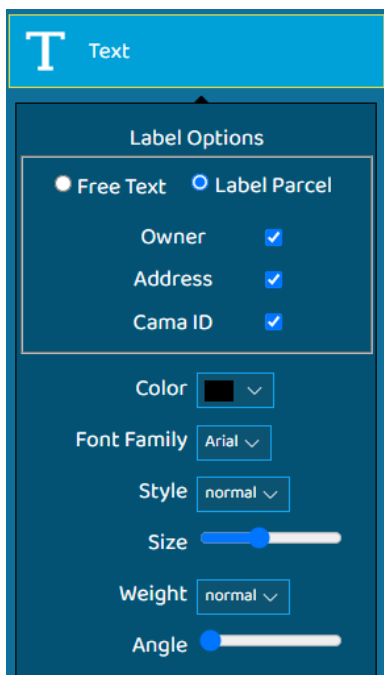 T Text
Label Options
Free Text Label Parcel
Owner
Address
Cama ID
Color
Font Family Arial
Style normal
Size
Weight normal
Angle